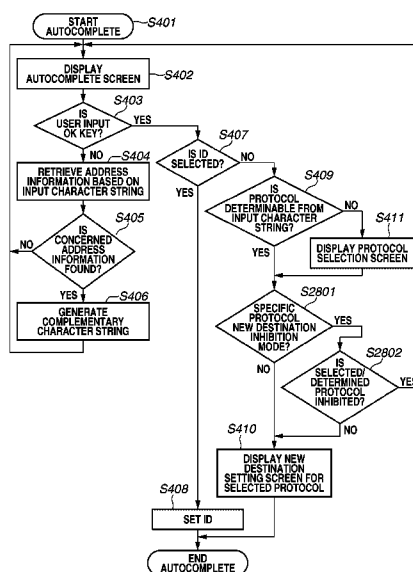 START
AUTOCOMPLETE
S401
DISPLAY
AUTOCOMPLETE SCREEN
S402
S403
IS
USER INPUT
OK KEY?
YES
NO
S404
RETRIEVE ADDRESS
INFORMATION BASED ON
INPUT CHARACTER STRING
S405
IS
CONCERNED
ADDRESS
INFORMATION
FOUND?
NO
YES
S406
GENERATE
COMPLEMENTARY
CHARACTER STRING
S407
IS ID
SELECTED?
NO
YES
S409
IS
PROTOCOL
DETERMINABLE FROM
INPUT CHARACTER
STRING?
NO
YES
S411
DISPLAY PROTOCOL
SELECTION SCREEN
S2801
SPECIFIC
PROTOCOL
NEW DESTINATION
INHIBITION
MODE?
YES
NO
S2802
IS
SELECTED/
DETERMINED
PROTOCOL
INHIBITED?
YES
NO
S410
DISPLAY NEW
DESTINATION
SETTING SCREEN FOR
SELECTED PROTOCOL
S408
SET ID
END
AUTOCOMPLETE